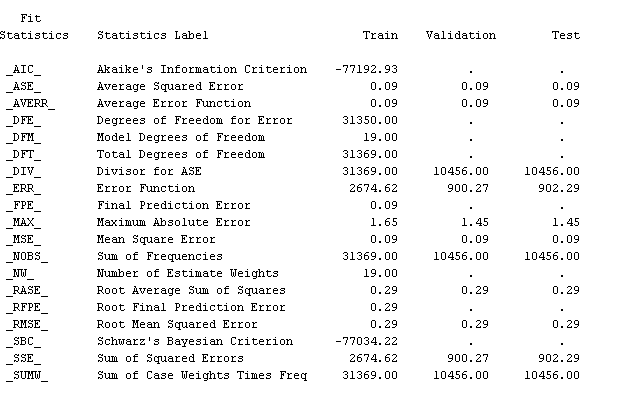 Fit
Statistics Statistics Label Train Validation Test
_AIC_ Akaike's Information Criterion -77192.93 . .
_ASE_ Average Squared Error 0.09 0.09 0.09
_AVERR_ Average Error Function 0.09 0.09 0.09
_DFE_ Degrees of Freedom for Error 31350.00 . .
_DFM_ Model Degrees of Freedom 19.00 . .
_DFT_ Total Degrees of Freedom 31369.00 . .
_DIV_ Divisor for ASE 31369.00 10456.00 10456.00
_ERR_ Error Function 2674.62 900.27 902.29
_FPE_ Final Prediction Error 0.09 . .
_MAX_ Maximum Absolute Error 1.65 1.45 1.45
_MSE_ Mean Square Error 0.09 0.09 0.09
_NOBS_ Sum of Frequencies 31369.00 10456.00 10456.00
_NW_ Number of Estimate Weights 19.00 . .
_RASE_ Root Average Sum of Squares 0.29 0.29 0.29
_RFPE_ Root Final Prediction Error 0.29 . .
_RMSE_ Root Mean Squared Error 0.29 0.29 0.29
_SBC_ Schwarz's Bayesian Criterion -77034.22 . .
_SSE_ Sum of Squared Errors 2674.62 900.27 902.29
_SUMW_ Sum of Case Weights Times Freq 31369.00 10456.00 10456.00